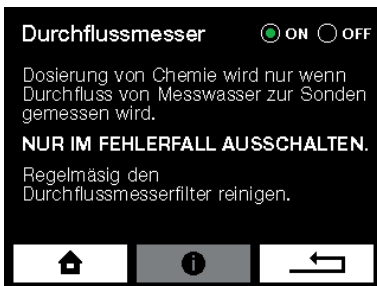 Durchflussmesser ON OFF
Dosierung von Chemie wird nur wenn
Durchfluss von Messwasser zur Sonden
gemessen wird.
NUR IM FEHLERFALL AUSSCHALTEN.
Regelmäsig den
Durchflussmesserfilter reinigen.